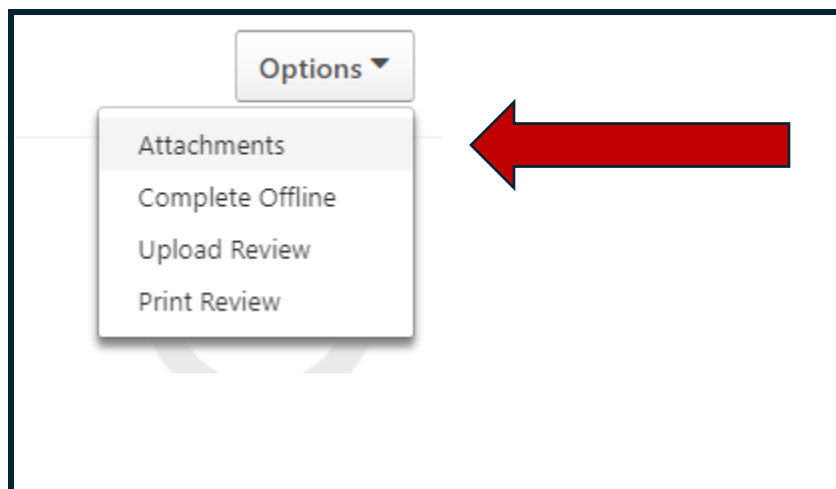 Options
Attachments
Complete Offline
Upload Review
Print Review